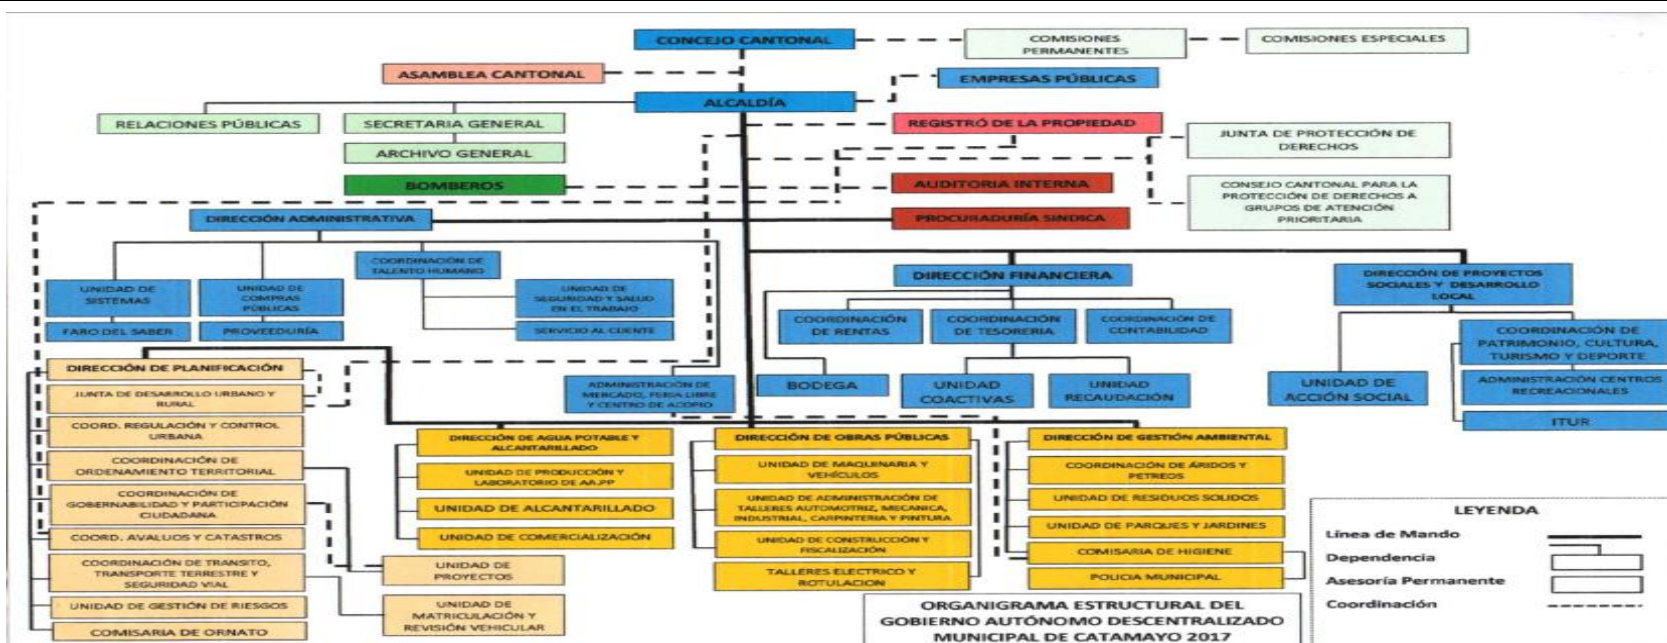 CONCEJO CANTONAL
COMISIONES
PERMANENTES
COMISIONES ESPECIALES
ASAMBLEA CANTONAL
EMPRESAS PÚBLICAS
ALCALDÍA
RELACIONES PÚBLICAS
SECRETARIA GENERAL
REGISTRÓ DE LA PROPIEDAD
JUNTA DE PROTECCIÓN DE
DERECHOS
ARCHIVO GENERAL
BOMBEROS
AUDITORIA INTERNA
CONSEJO CANTONAL PARA LA
PROTECCIÓN DE DERECHOS A
GRUPOS DE ATENCIÓN
PRIORITARIA
DIRECCIÓN ADMINISTRATIVA
PROCURADURÍA SINDICA
UNIDAD DE
SISTEMAS
FARO DEL SABER
UNIDAD DE
COMPRAS
PÚBLICAS
PROVEEDURÍA
COORDINACIÓN DE
TALENTO HUMANO
UNIDAD DE
SEGURIDAD Y SALUD
EN EL TRABAJO
SERVICIO AL CLIENTE
DIRECCIÓN FINANCIERA
COORDINACIÓN
DE RENTAS
COORDINACIÓN
DE TESORERIA
COORDINACIÓN DE
CONTABILIDAD
BODEGA
UNIDAD
COACTIVAS
UNIDAD
RECAUDACIÓN
DIRECCIÓN DE PROYECTOS
SOCIALES Y DESARROLLO
LOCAL
UNIDAD DE
ACCIÓN SOCIAL
COORDINACIÓN DE
PATRIMONIO, CULTURA,
TURISMO Y DEPORTE
ADMINISTRACIÓN CENTROS
RECREACIONALES
ITUR
ADMINISTRACIÓN DE
MERCADO, FERIA LIBRE
Y CENTRO DE ACOPIO
DIRECCIÓN DE PLANIFICACIÓN
JUNTA DE DESARROLLO URBANO Y
RURAL
COORD. REGULACIÓN Y CONTROL
URBANA
COORDINACIÓN DE
ORDENAMIENTO TERRITORIAL
COORDINACIÓN DE
GOBERNABILIDAD Y PARTICIPACIÓN
CIUDADANA
COORD. AVALUOS Y CATASTROS
COORDINACIÓN DE TRANSITO,
TRANSPORTE TERRESTRE Y
SEGURIDAD VIAL
UNIDAD DE GESTIÓN DE RIESGOS
COMISARIA DE ORNATO
UNIDAD DE
PROYECTOS
UNIDAD DE
MATRICULACIÓN Y
REVISIÓN VEHICULAR
DIRECCIÓN DE AGUA POTABLE Y
ALCANTARILLADO
UNIDAD DE PRODUCCIÓN Y
LABORATORIO DE AA.PP
UNIDAD DE ALCANTARILLADO
UNIDAD DE COMERCIALIZACIÓN
DIRECCIÓN DE OBRAS PÚBLICAS
UNIDAD DE MAQUINARIA Y
VEHÍCULOS
UNIDAD DE ADMINISTRACIÓN DE
TALLERES AUTOMOTRIZ, MECANICA,
INDUSTRIAL, CARPINTERIA Y PINTURA
UNIDAD DE CONSTRUCCIÓN Y
FISCALIZACIÓN
TALLERES ELECTRICO Y
ROTULACION
DIRECCIÓN DE GESTIÓN AMBIENTAL
COORDINACIÓN DE ÁRIDOS Y
PETREOS
UNIDAD DE RESIDUOS SOLIDOS
UNIDAD DE PARQUES Y JARDINES
COMISARIA DE HIGIENE
POLICIA MUNICIPAL
LEYENDA
Línea de Mando
Dependencia
Asesoría Permanente
Coordinación
ORGANIGRAMA ESTRUCTURAL DEL
GOBIERNO AUTÓNOMO DESCENTRALIZADO
MUNICIPAL DE CATAMAYO 2017